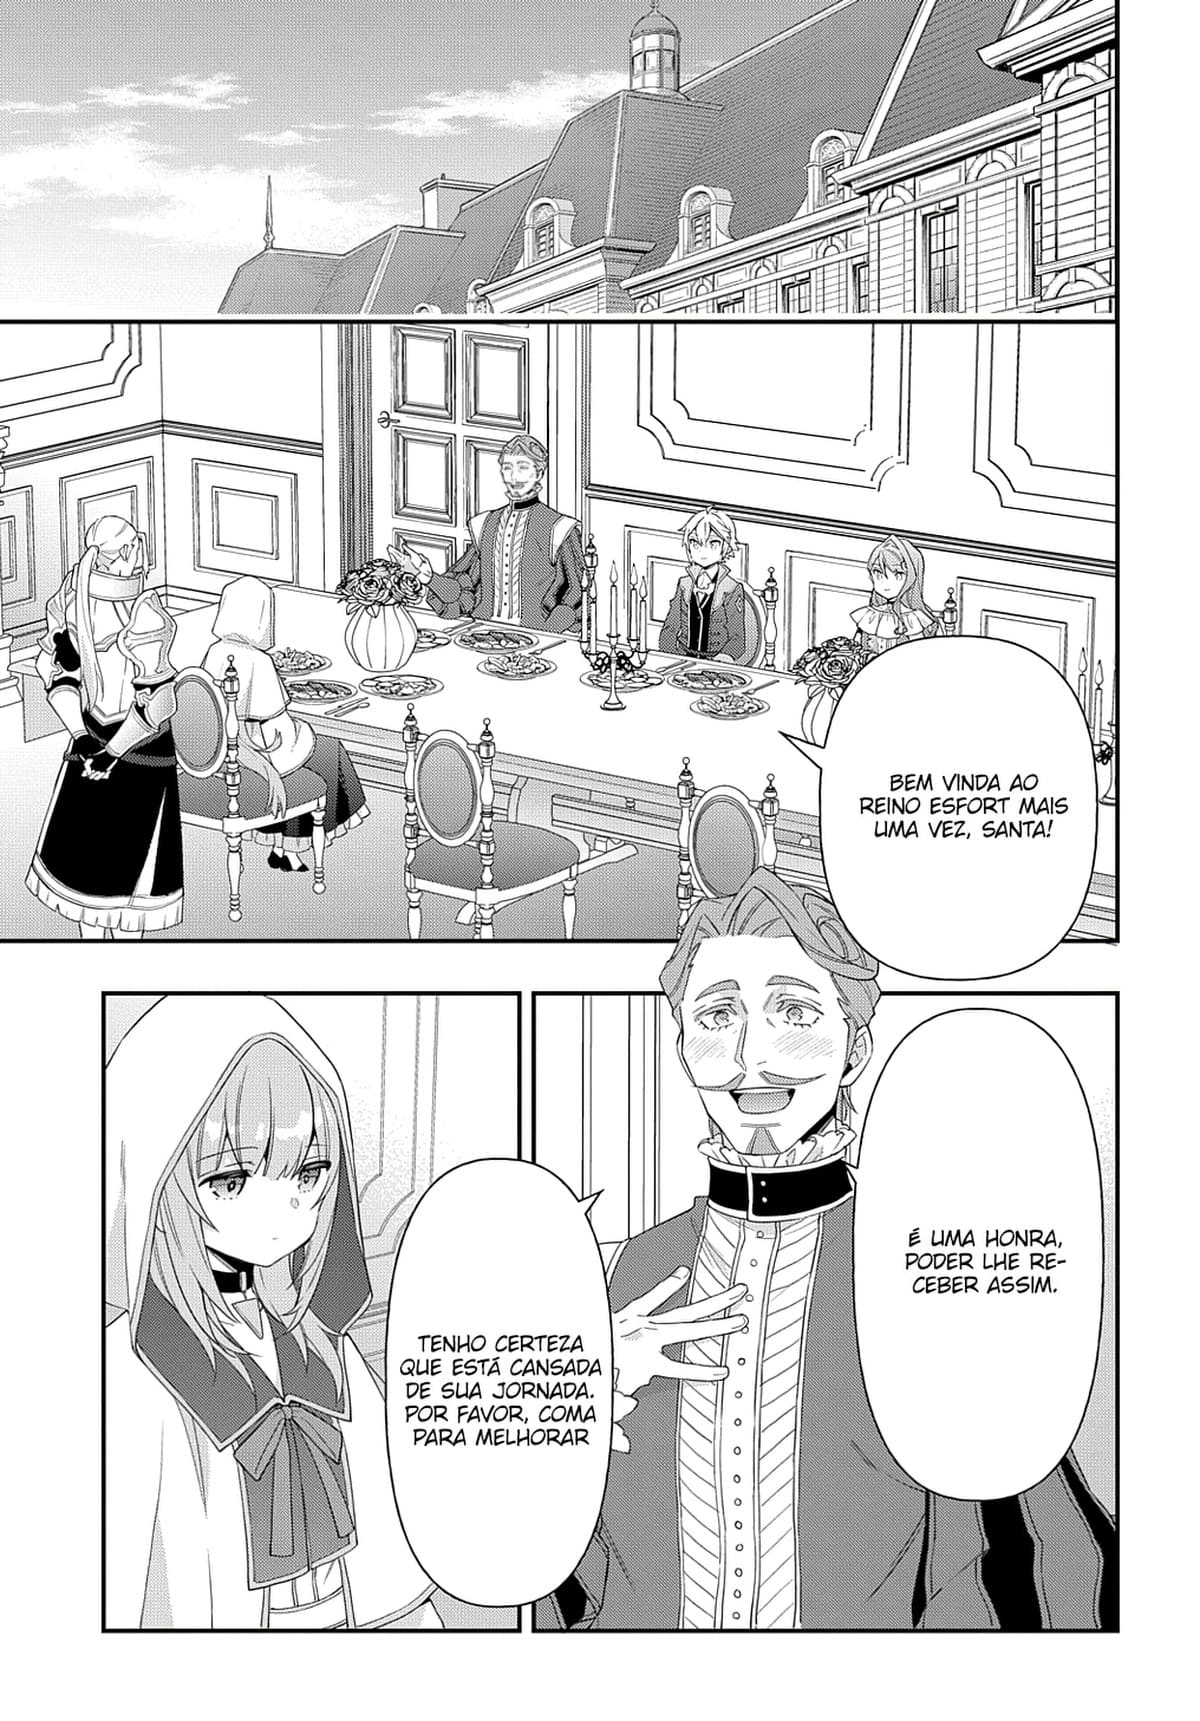 BEM VINDA AO
REINO ESFORT MAIS
UMA VEZ, SANTA!
É UMA HONRA,
PODER LHE RE-
CEBER ASSIM.
TENHO CERTEZA
QUE ESTÁ CANSADA
DE SUA JORNADA.
POR FAVOR, COMA
PARA MELHORAR